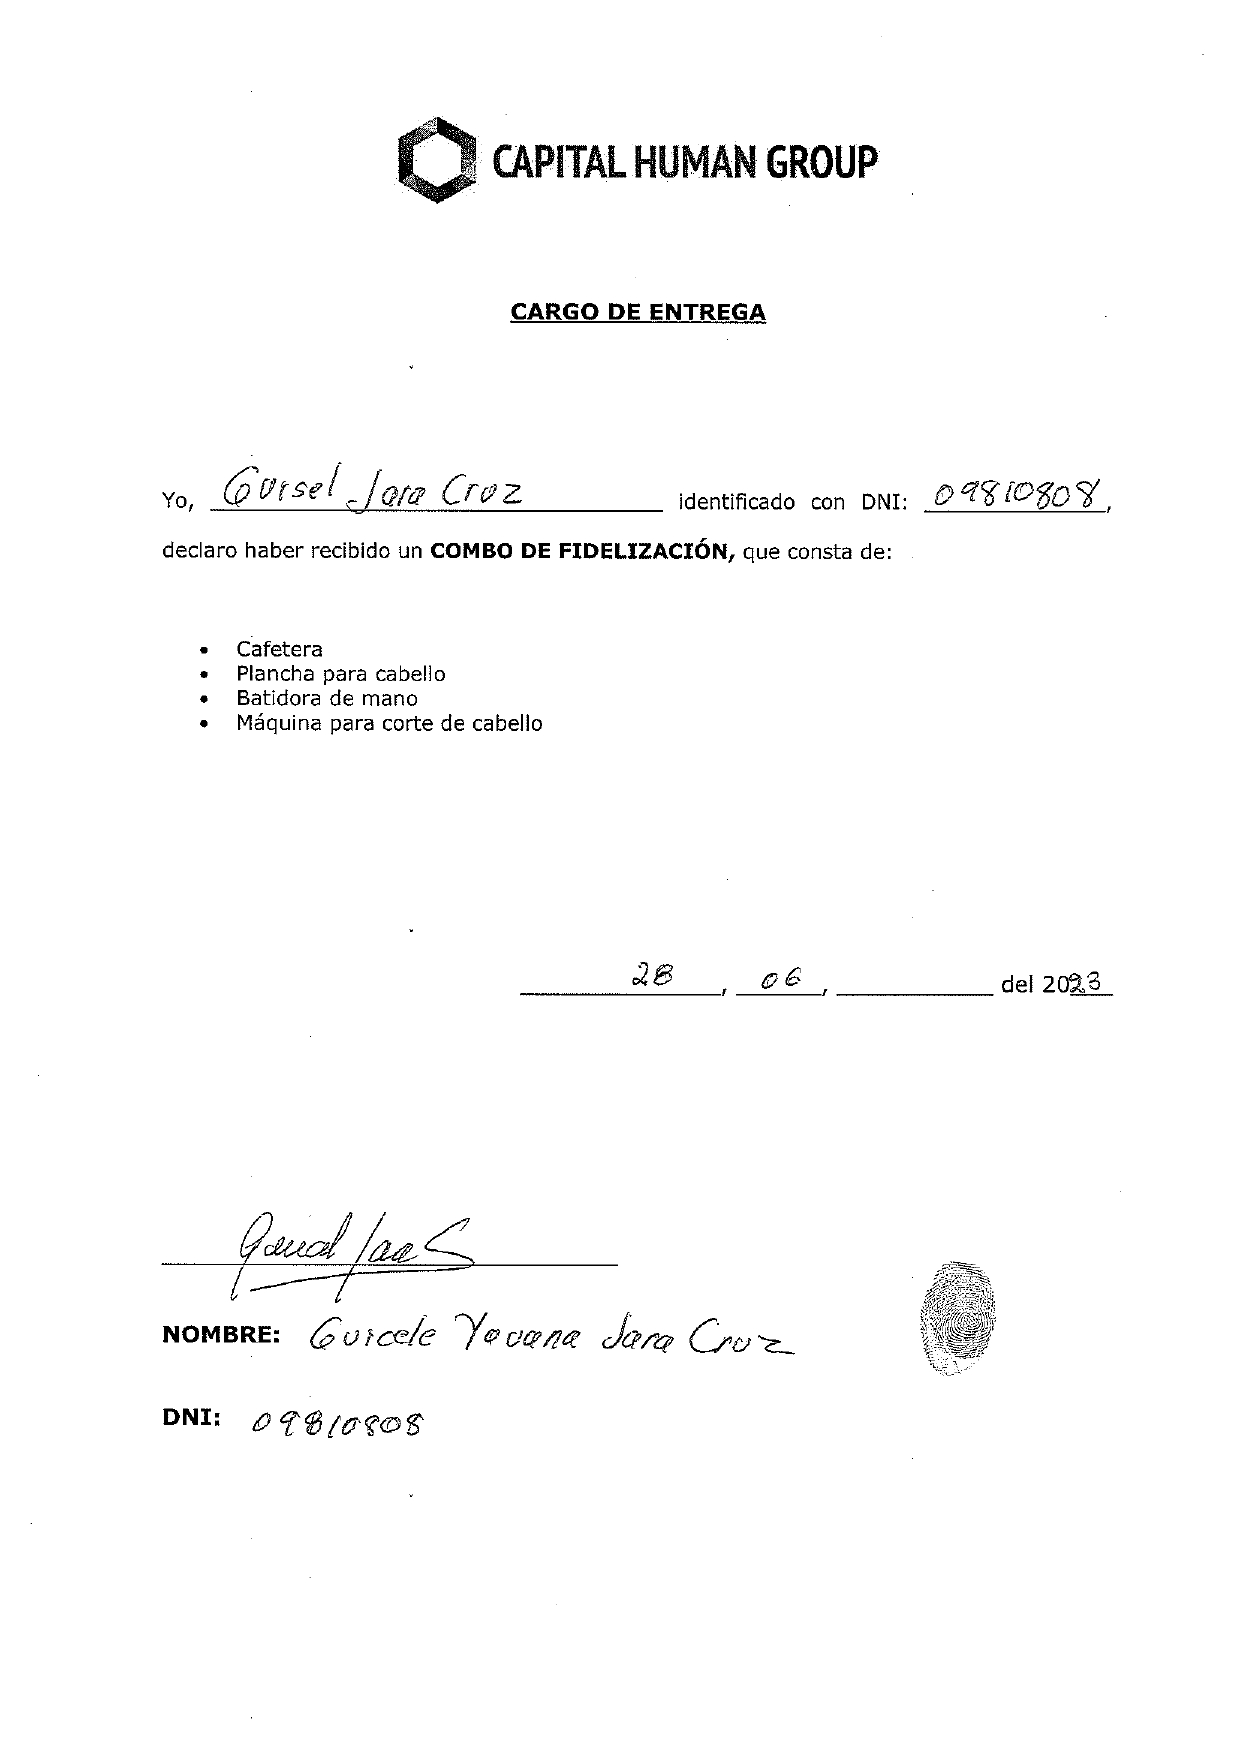 CAPITAL HUMAN GROUP
CARGO DE ENTREGA
Yo, Gursel Jara Cruz identificado con DNI: 09810808,
declaro haber recibido un COMBO DE FIDELIZACIÓN, que consta de:
• Cafetera
• Plancha para cabello
• Batidora de mano
• Máquina para corte de cabello
28, 06, del 2023
NOMBRE: Gurcele Yovana Jara Cruz
DNI: 09810808